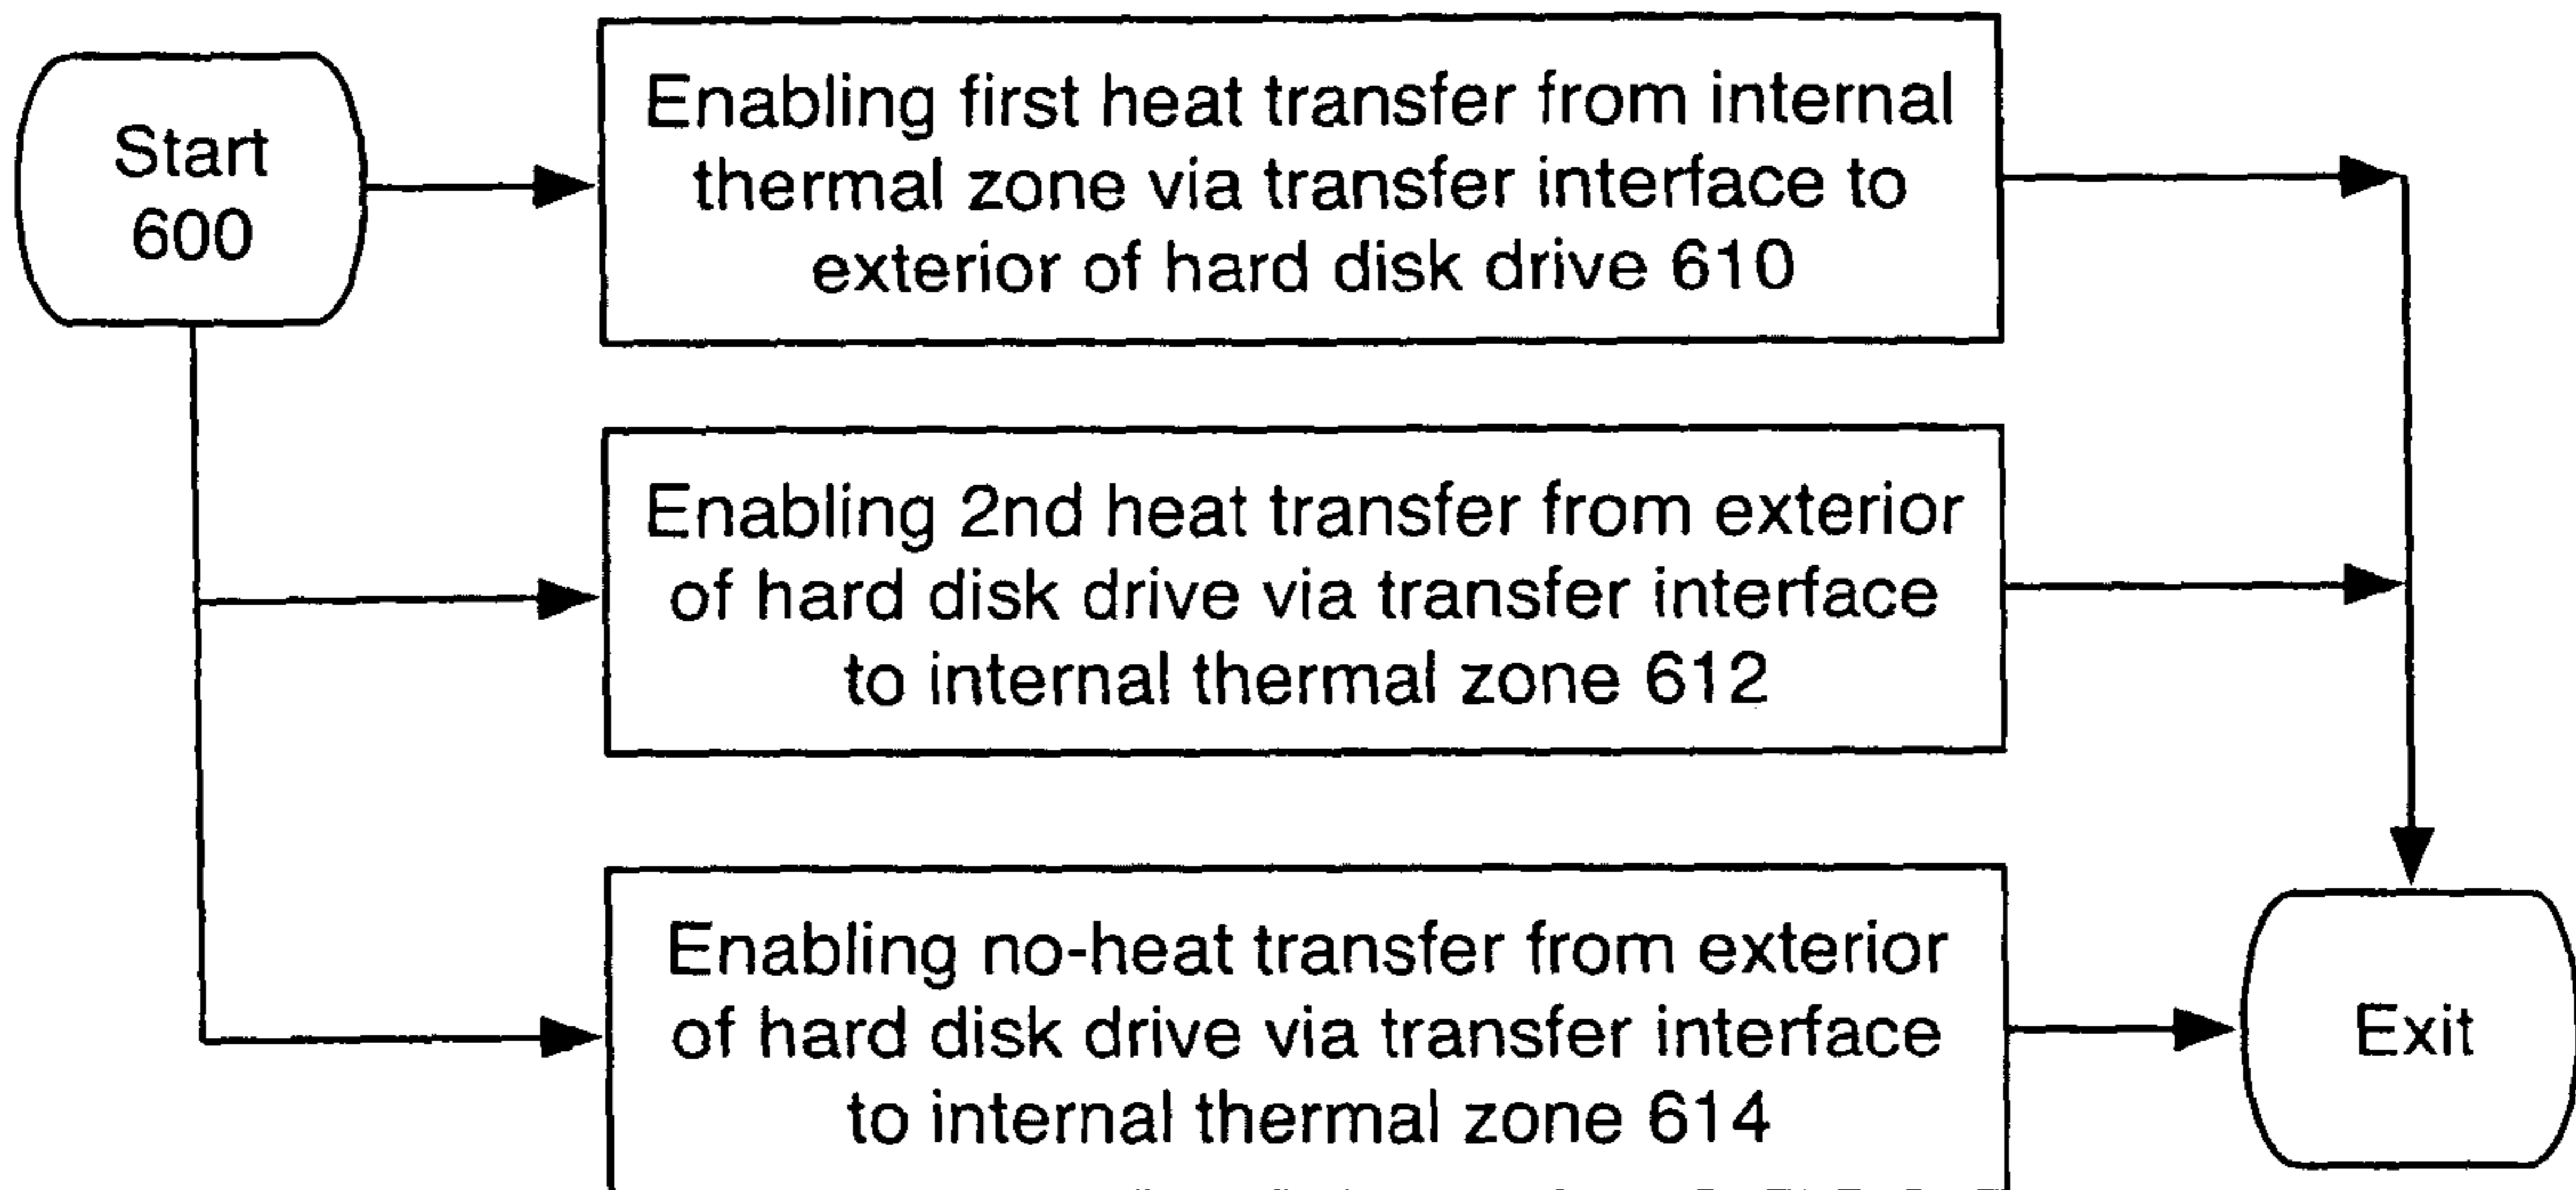 Start
600
Enabling first heat transfer from internal
thermal zone via transfer interface to
exterior of hard disk drive 610
Enabling 2nd heat transfer from exterior
of hard disk drive via transfer interface
to internal thermal zone 612
Enabling no-heat transfer from exterior
of hard disk drive via transfer interface
to internal thermal zone 614
Exit